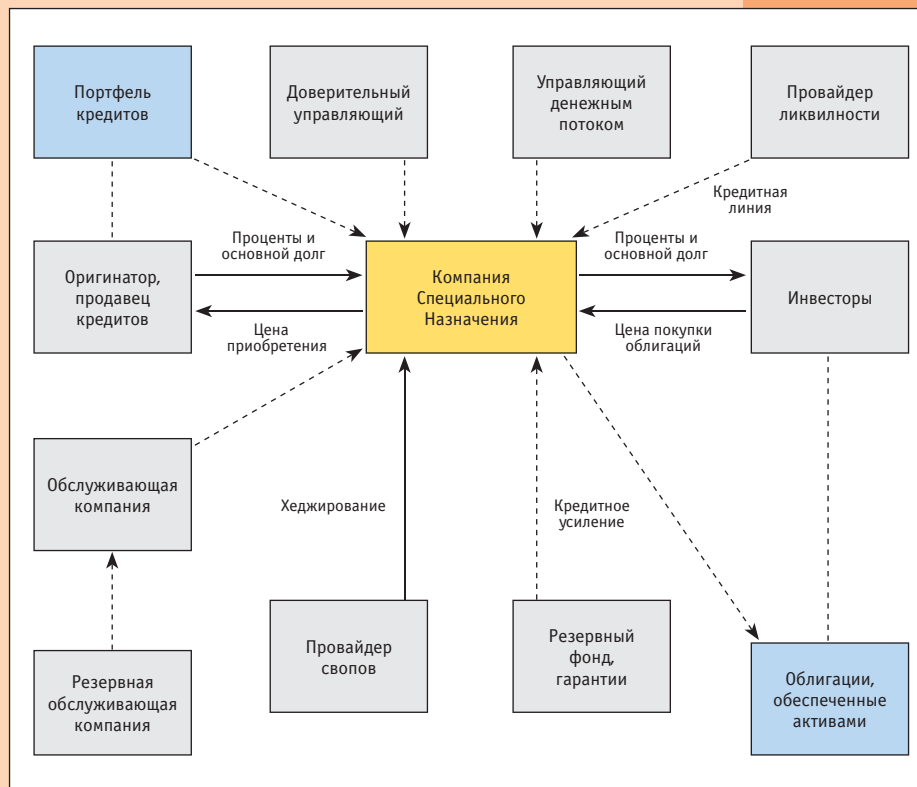 Портфель
кредитов
Доверительный
управляющий
Управляющий
денежным
потоком
Провайдер
ликвилности
Кредитная
линия
Проценты и
основной долг
Проценты и
основной долг
Оригинатор,
продавец
кредитов
Компания
Специального
Назначения
Инвесторы
Цена
приобретения
Цена покупки
облигаций
Обслуживающая
компания
Хеджирование
Кредитное
усиление
Резервная
обслуживающая
компания
Провайдер
свопов
Резервный
фонд,
гарантии
Облигации,
обеспеченные
активами